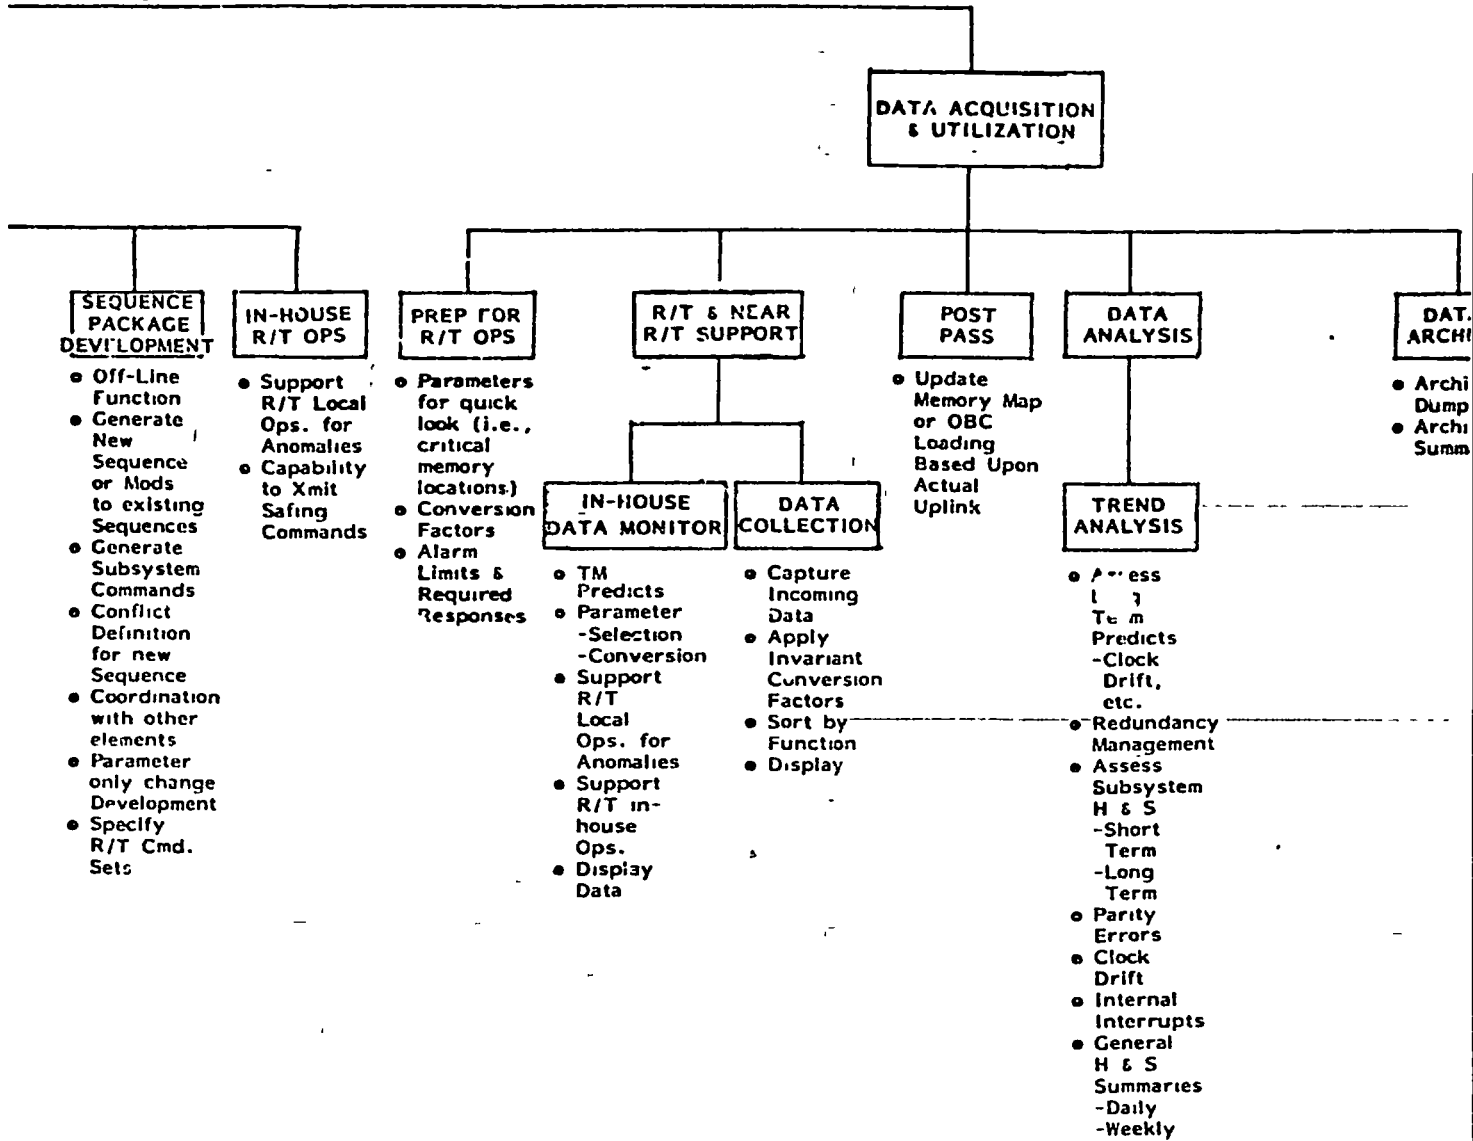 DATA ACQUISITION
& UTILIZATION
SEQUENCE
PACKAGE
DEVELOPMENT
● Off-Line
Function
● Generate
New
Sequence
or Mods
to existing
Sequences
● Generate
Subsystem
Commands
● Conflict
Definition
for new
Sequence
● Coordination
with other
elements
● Parameter
only change
Development
● Specify
R/T Cmd.
Sets
IN-HOUSE
R/T OPS
● Support
R/T Local
Ops. for
Anomalies
● Capability
to Xmit
Safing
Commands
PREP FOR
R/T OPS
● Parameters
for quick
look (i.e.,
critical
memory
locations)
● Conversion
Factors
● Alarm
Limits &
Required
Responses
R/T & NEAR
R/T SUPPORT
IN-HOUSE
DATA MONITOR
● TM
Predicts
● Parameter
-Selection
-Conversion
● Support
R/T
Local
Ops. for
Anomalies
● Support
R/T in-
house
Ops.
● Display
Data
DATA
COLLECTION
● Capture
Incoming
Data
● Apply
Invariant
Conversion
Factors
● Sort by
Function
● Display
POST
PASS
● Update
Memory Map
or OBC
Loading
Based Upon
Actual
Uplink
DATA
ANALYSIS
TREND
ANALYSIS
●
Term
Predicts
-Clock
Drift,
etc.
● Redundancy
Management
● Assess
Subsystem
H & S
-Short
Term
-Long
Term
● Parity
Errors
● Clock
Drift
● Internal
Interrupts
● General
H & S
Summaries
-Daily
-Weekly
DAT
ARCHI
● Archi
Dump
● Archi
Summ